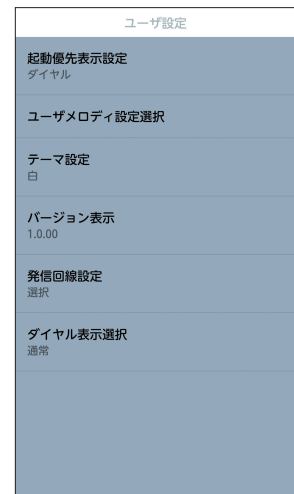 ユーザ設定
起動優先表示設定
ダイヤル
ユーザメロディ設定選択
テーマ設定
白
バージョン表示
1.0.00
発信回線設定
選択
ダイヤル表示選択
通常